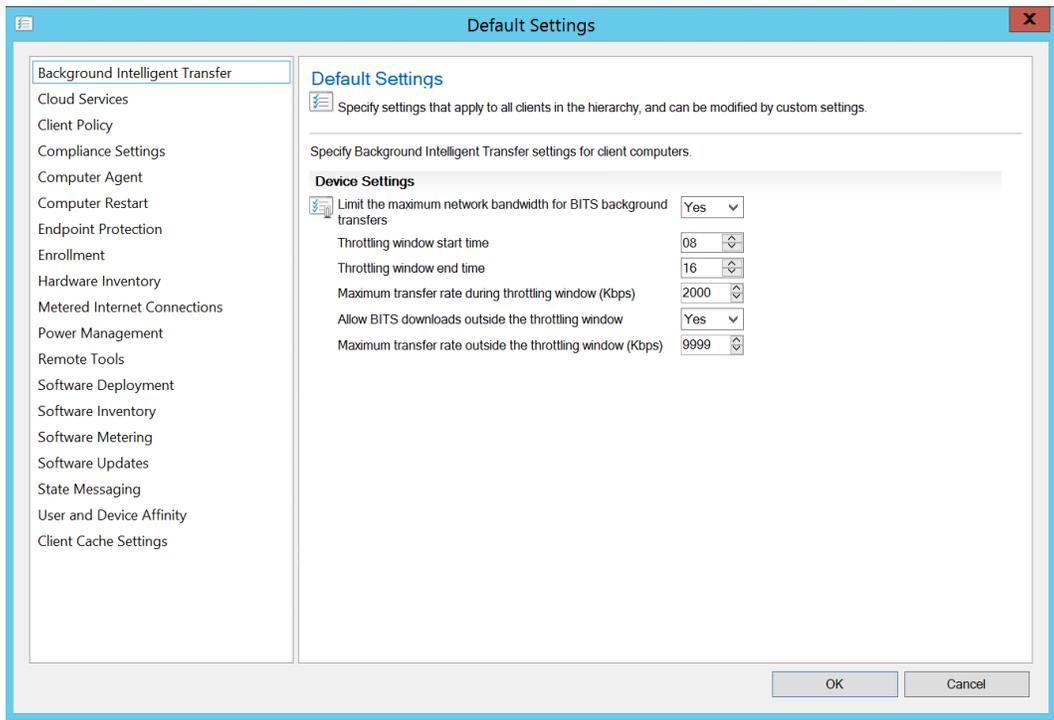 Default Settings
X
Background Intelligent Transfer
Cloud Services
Client Policy
Compliance Settings
Computer Agent
Computer Restart
Endpoint Protection
Enrollment
Hardware Inventory
Metered Internet Connections
Power Management
Remote Tools
Software Deployment
Software Inventory
Software Metering
Software Updates
State Messaging
User and Device Affinity
Client Cache Settings
Default Settings
Specify settings that apply to all clients in the hierarchy, and can be modified by custom settings.
Specify Background Intelligent Transfer settings for client computers.
Device Settings
Limit the maximum network bandwidth for BITS background Yes
transfers
Throttling window start time 08
Throttling window end time 16
Maximum transfer rate during throttling window (Kbps) 2000
Allow BITS downloads outside the throttling window Yes
Maximum transfer rate outside the throttling window (Kbps) 9999
OK Cancel